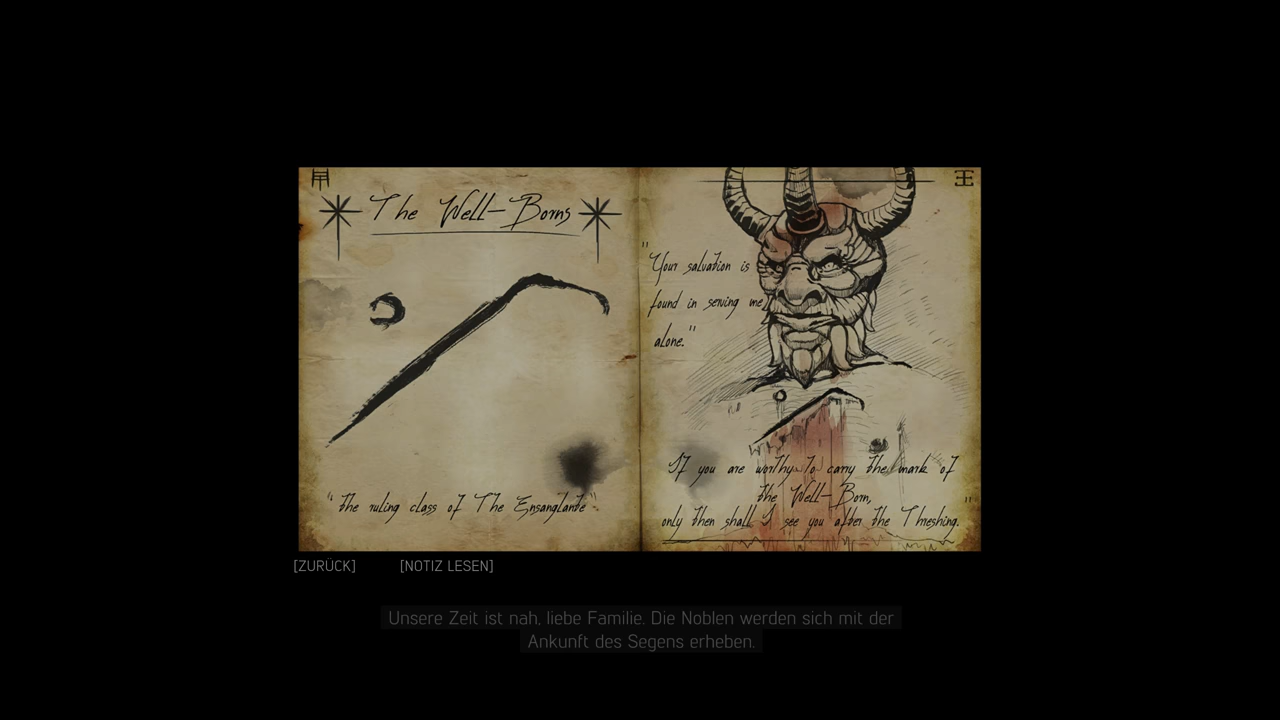 The Well-Borns
"the ruling class of The Ensanglante"
"Your salvation is
found in serving me
alone."
If you are worthy to carry the mark of
the Well-Born,
only then shall I see you after the Threshing."
[ZURÜCK] [NOTIZ LESEN]
Unsere Zeit ist nah, liebe Familie. Die Noblen werden sich mit der
Ankunft des Segens erheben.